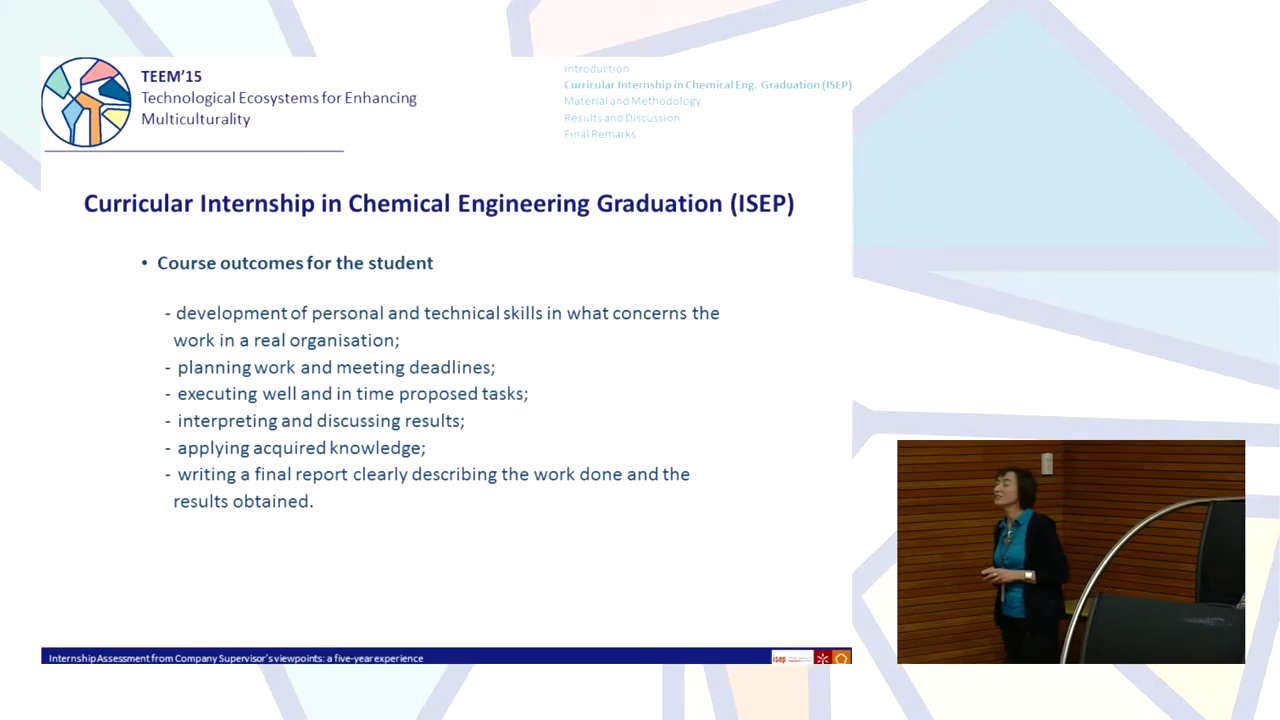 TEEM'15
Technological Ecosystems for Enhancing
Multiculturality
Introduction
Curricular Internship in Chemical Eng. Graduation (ISEP)
Material and Methodology
Results and Discussion
Final Remarks
Curricular Internship in Chemical Engineering Graduation (ISEP)
• Course outcomes for the student
- development of personal and technical skills in what concerns the
work in a real organisation;
- planning work and meeting deadlines;
- executing well and in time proposed tasks;
- interpreting and discussing results;
- applying acquired knowledge;
- writing a final report clearly describing the work done and the
results obtained.
Internship Assessment from Company Supervisor's viewpoints: a five-year experience
isep